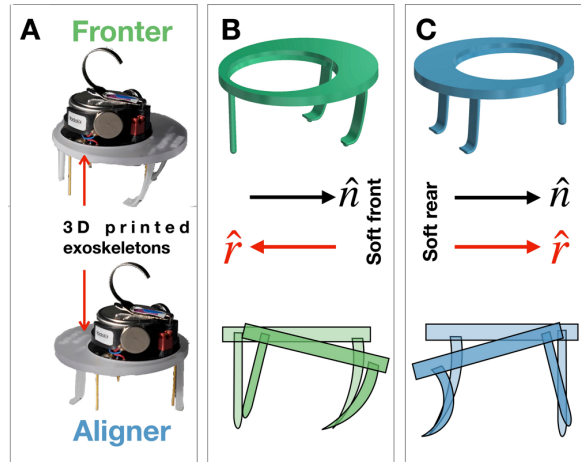 A
Fronter
3D printed
exoskeletons
Aligner
B
n̂
r̂
Soft front
C
Soft rear
n̂
r̂